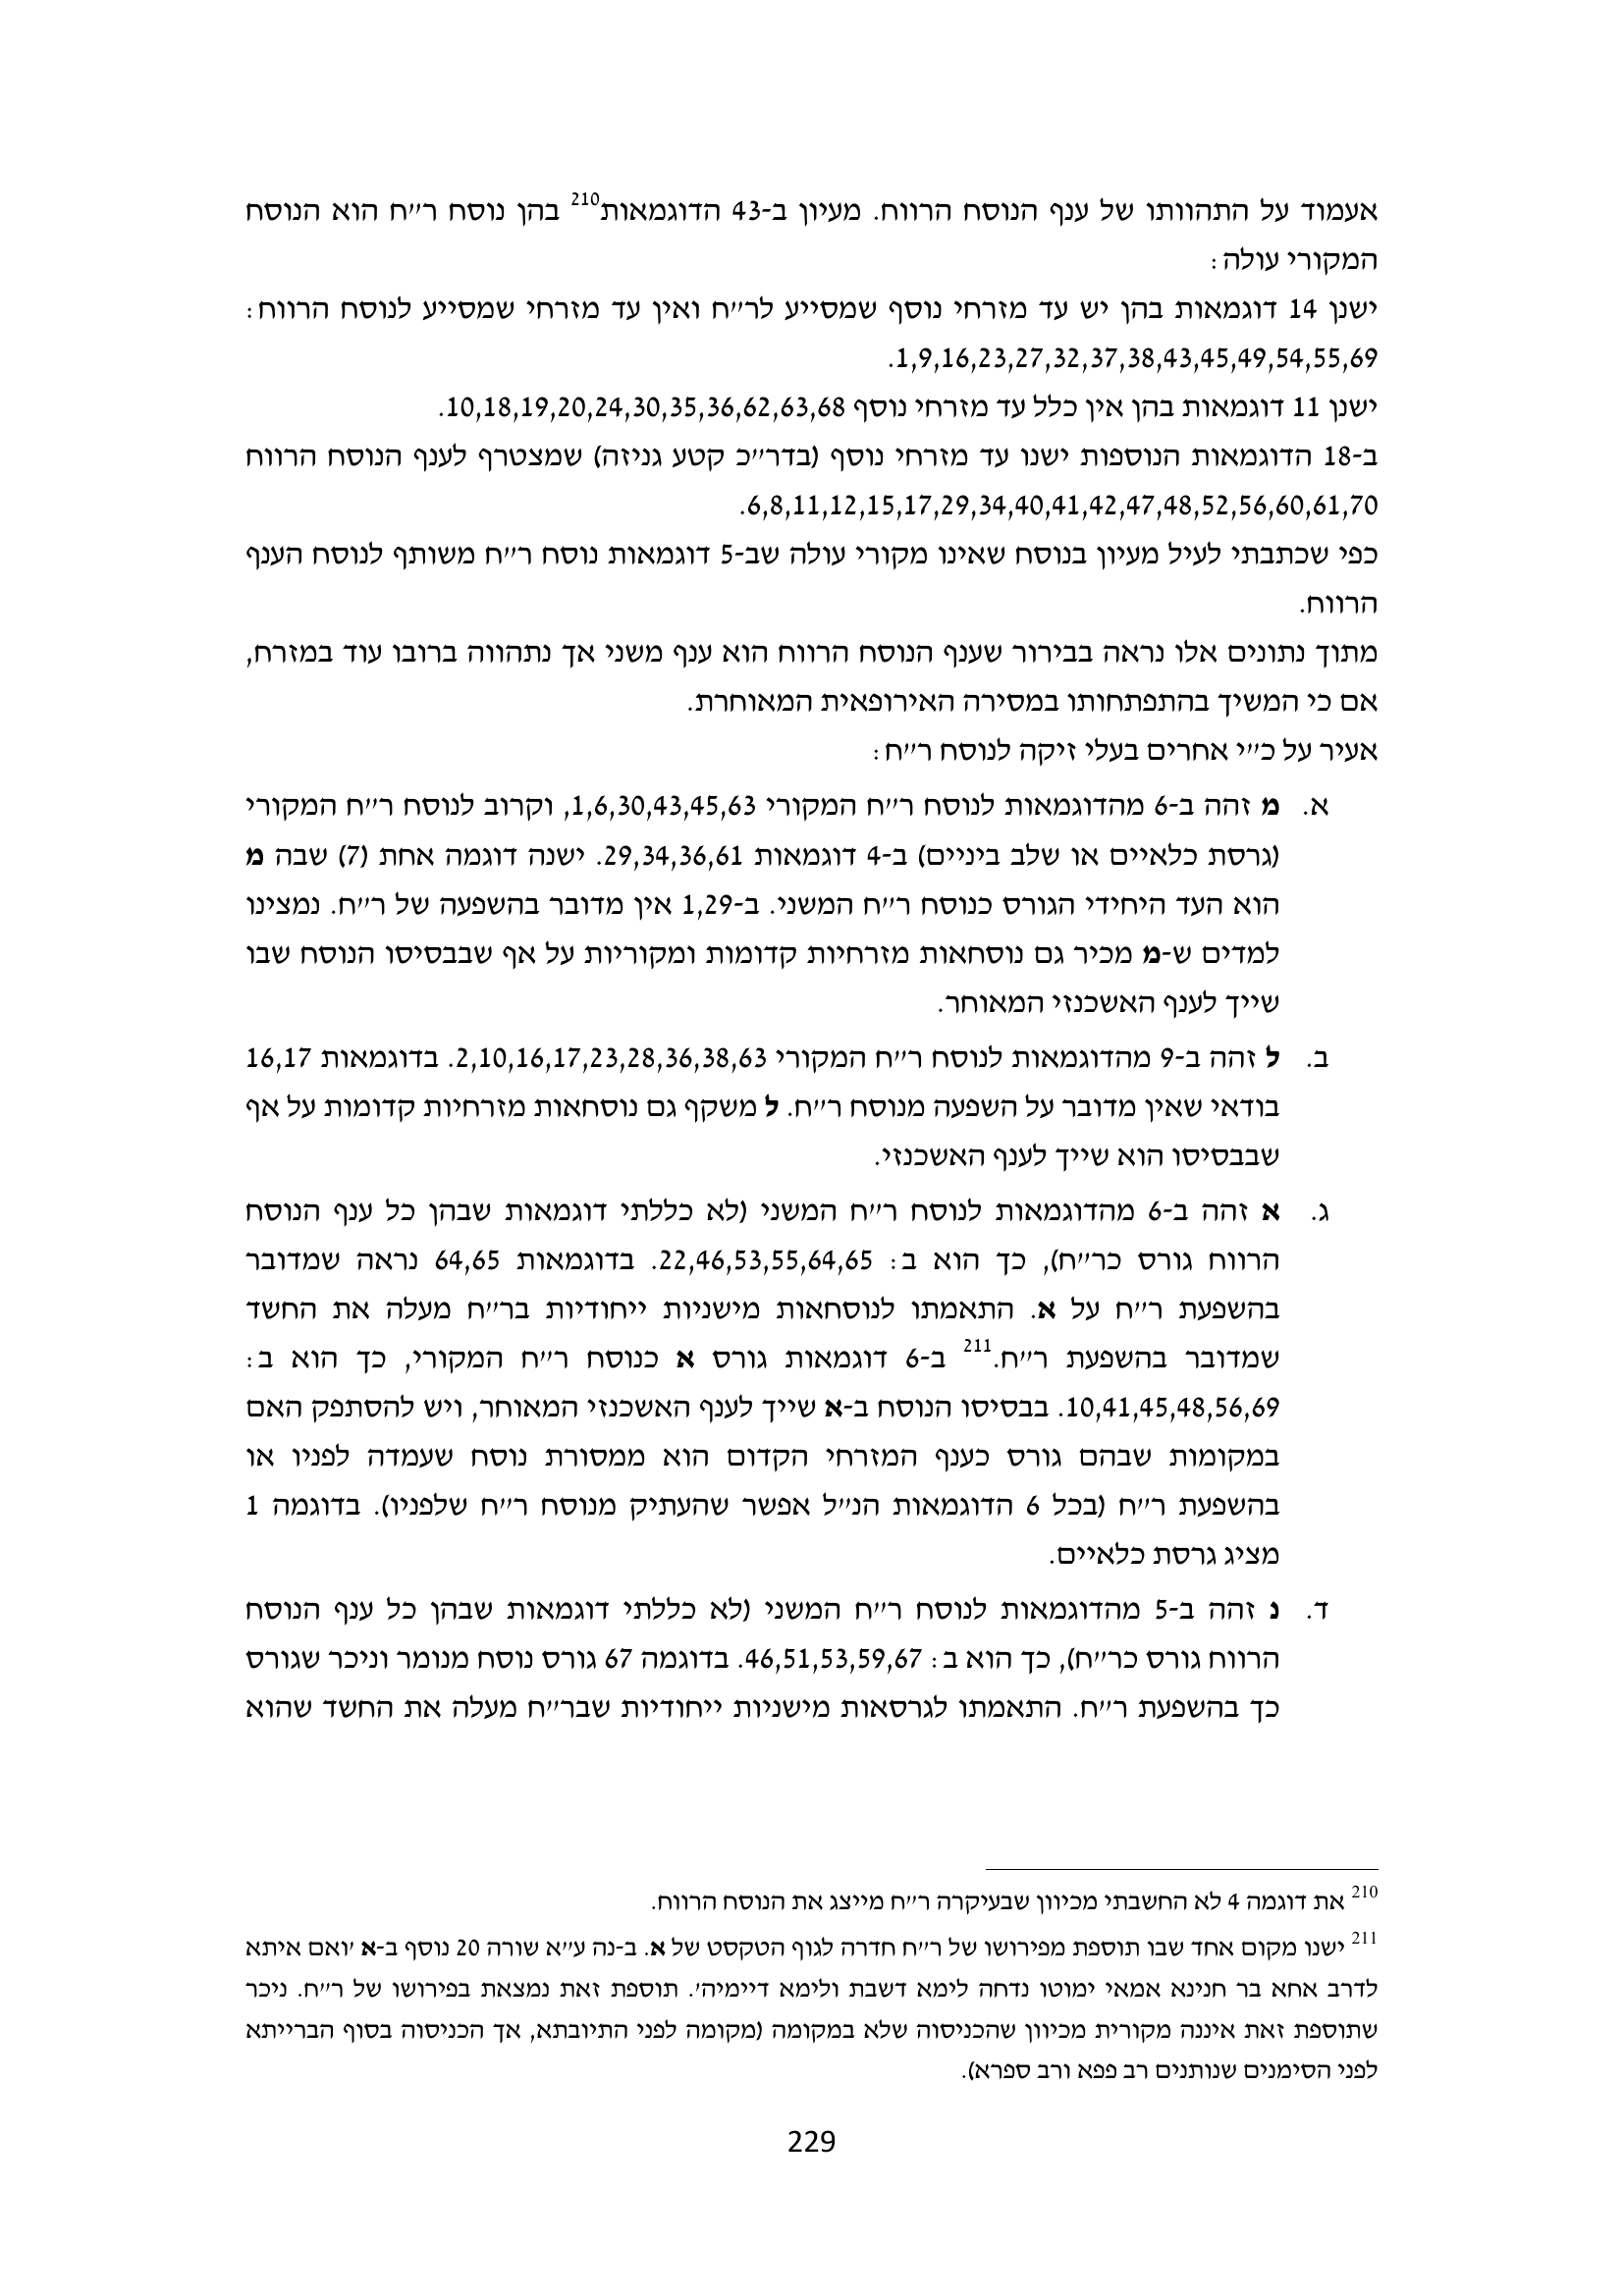 אעמוד על התהוותו של ענף הנוסח הרווח. מעיון ב-43 הדוגמאות210 בהן נוסח ר״ח הוא הנוסח
המקורי עולה:
ישנן 14 דוגמאות בהן יש עד מזרחי נוסף שמסייע לר״ח ואין עד מזרחי שמסייע לנוסח הרווח:
1,9,16,23,27,32,37,38,43,45,49,54,55,69.
ישנן 11 דוגמאות בהן אין כלל עד מזרחי נוסף 10,18,19,20,24,30,35,36,62,63,68.
ב-18 הדוגמאות הנוספות ישנו עד מזרחי נוסף (בדר״כ קטע גניזה) שמצטרף לענף הנוסח הרווח
6,8,11,12,15,17,29,34,40,41,42,47,48,52,56,60,61,70.
כפי שכתבתי לעיל מעיון בנוסח שאינו מקורי עולה שב-5 דוגמאות נוסח ר״ח משותף לנוסח הענף
הרווח.
מתוך נתונים אלו נראה בבירור שענף הנוסח הרווח הוא ענף משני אך נתהווה ברובו עוד במזרח,
אם כי המשיך בהתפתחותו במסירה האירופאית המאוחרת.
אעיר על כ״י אחרים בעלי זיקה לנוסח ר״ח:
א. מ זהה ב-6 מהדוגמאות לנוסח ר״ח המקורי 1,6,30,43,45,63, וקרוב לנוסח ר״ח המקורי
(גרסת כלאיים או שלב ביניים) ב-4 דוגמאות 29,34,36,61. ישנה דוגמה אחת (7) שבה מ
הוא העד היחידי הגורס כנוסח ר״ח המשני. ב-1,29 אין מדובר בהשפעה של ר״ח. נמצינו
למדים ש-מ מכיר גם נוסחאות מזרחיות קדומות ומקוריות על אף שבבסיסו הנוסח שבו
שייך לענף האשכנזי המאוחר.
ב. ל זהה ב-9 מהדוגמאות לנוסח ר״ח המקורי 2,10,16,17,23,28,36,38,63. בדוגמאות 16,17
בודאי שאין מדובר על השפעה מנוסח ר״ח. ל משקף גם נוסחאות מזרחיות קדומות על אף
שבבסיסו הוא שייך לענף האשכנזי.
ג. א זהה ב-6 מהדוגמאות לנוסח ר״ח המשני (לא כללתי דוגמאות שבהן כל ענף הנוסח
הרווח גורס כר״ח), כך הוא ב: 22,46,53,55,64,65. בדוגמאות 64,65 נראה שמדובר
בהשפעת ר״ח על א. התאמתו לנוסחאות מישניות ייחודיות בר״ח מעלה את החשד
שמדובר בהשפעת ר״ח.211 ב-6 דוגמאות גורס א כנוסח ר״ח המקורי, כך הוא ב:
10,41,45,48,56,69. בבסיסו הנוסח ב-א שייך לענף האשכנזי המאוחר, ויש להסתפק האם
במקומות שבהם גורס כענף המזרחי הקדום הוא ממסורת נוסח שעמדה לפניו או
בהשפעת ר״ח (בכל 6 הדוגמאות הנ״ל אפשר שהעתיק מנוסח ר״ח שלפניו). בדוגמה 1
מציג גרסת כלאיים.
ד. נ זהה ב-5 מהדוגמאות לנוסח ר״ח המשני (לא כללתי דוגמאות שבהן כל ענף הנוסח
הרווח גורס כר״ח), כך הוא ב: 46,51,53,59,67. בדוגמה 67 גורס נוסח מנומר וניכר שגורס
כך בהשפעת ר״ח. התאמתו לגרסאות מישניות ייחודיות שבר״ח מעלה את החשד שהוא
210 את דוגמה 4 לא החשבתי מכיוון שבעיקרה ר״ח מייצג את הנוסח הרווח.
211 ישנו מקום אחד שבו תוספת מפירושו של ר״ח חדרה לגוף הטקסט של א. ב-נה ע״א שורה 20 נוסף ב-א ׳ואם איתא
לדרב אחא בר חנינא אמאי ימוטו נדחה לימא דשבת ולימא דיימיה׳. תוספת זאת נמצאת בפירושו של ר״ח. ניכר
שתוספת זאת איננה מקורית מכיוון שהכניסוה שלא במקומה (מקומה לפני התיובתא, אך הכניסוה בסוף הברייתא
לפני הסימנים שנותנים רב פפא ורב ספרא).
229